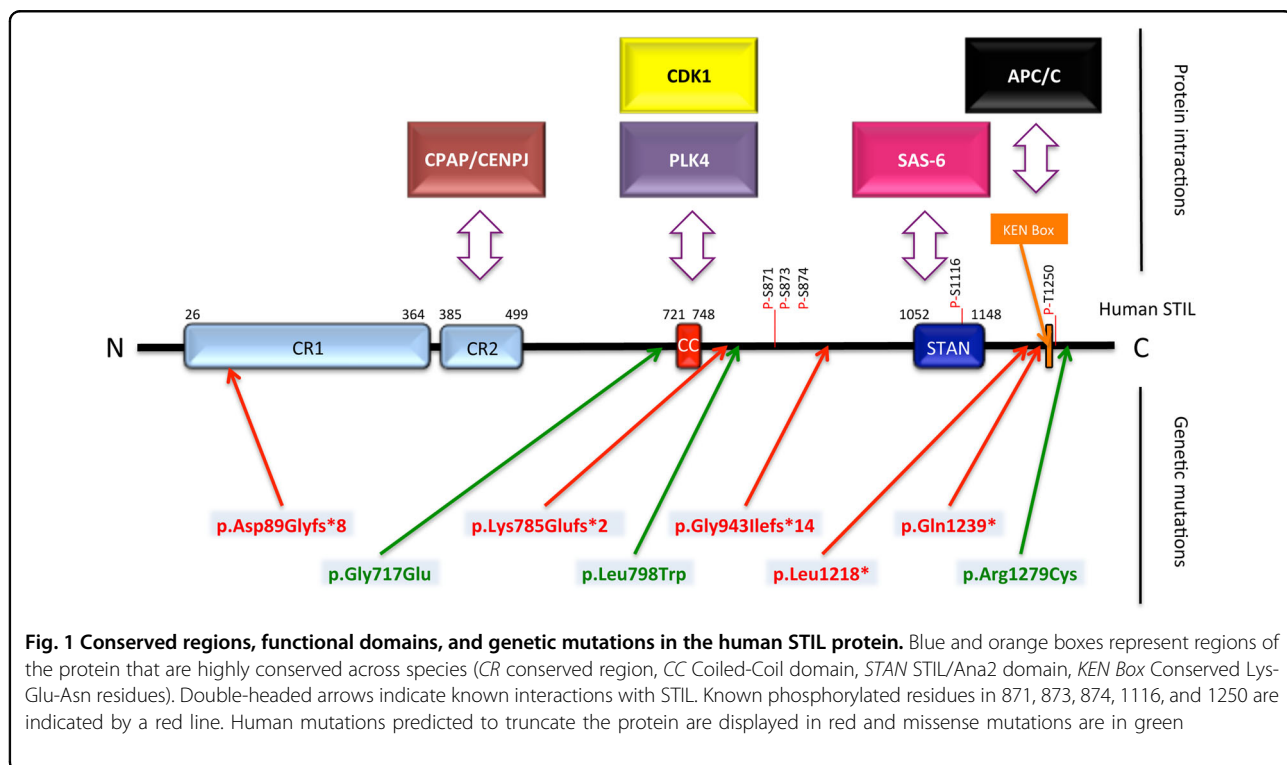 CDK1
APC/C
CPAP/CENPJ
PLK4
SAS-6
Protein intractions
KEN Box
P-S871
P-S873
P-S874
P-S1116
P-T1250
26
364
385
499
721
748
1052
1148
Human STIL
N
CR1
CR2
CC
STAN
C
Genetic mutations
p.Asp89Glyfs*8
p.Lys785Glufs*2
p.Gly943Ilefs*14
p.Gln1239*
p.Gly717Glu
p.Leu798Trp
p.Leu1218*
p.Arg1279Cys
Fig. 1 Conserved regions, functional domains, and genetic mutations in the human STIL protein. Blue and orange boxes represent regions of
the protein that are highly conserved across species (CR conserved region, CC Coiled-Coil domain, STAN STIL/Ana2 domain, KEN Box Conserved Lys-
Glu-Asn residues). Double-headed arrows indicate known interactions with STIL. Known phosphorylated residues in 871, 873, 874, 1116, and 1250 are
indicated by a red line. Human mutations predicted to truncate the protein are displayed in red and missense mutations are in green